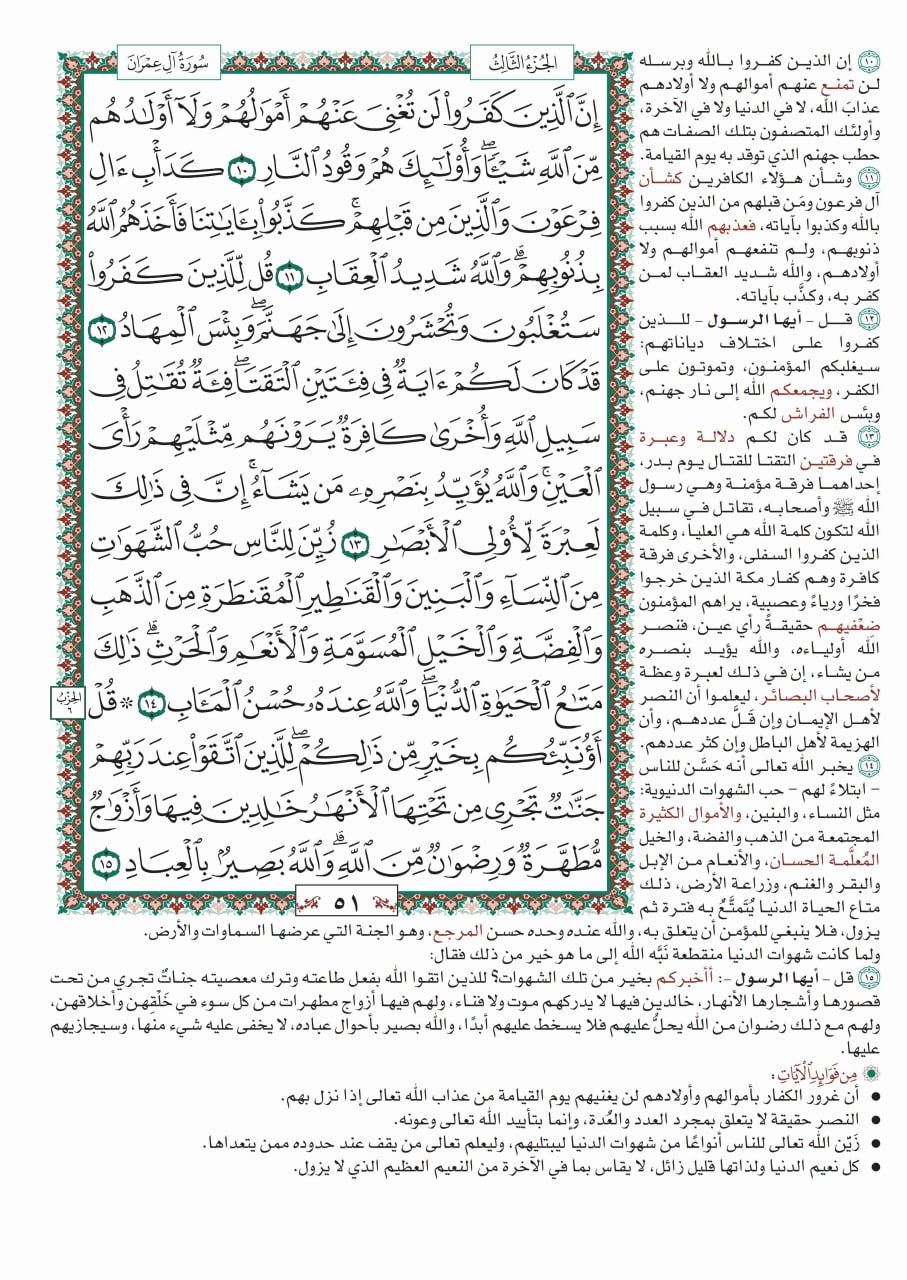 سُورَةُ آلِ عِمْرَانَ
الجُزْءُ الثَّالِثُ
إِنَّ ٱلَّذِينَ كَفَرُوا۟ لَن تُغْنِىَ عَنْهُمْ أَمْوَٰلُهُمْ وَلَآ أَوْلَٰدُهُم
مِّنَ ٱللَّهِ شَيْـًٔا ۖ وَأُو۟لَٰٓئِكَ هُمْ وَقُودُ ٱلنَّارِ ١٠ كَدَأْبِ ءَالِ
فِرْعَوْنَ وَٱلَّذِينَ مِن قَبْلِهِمْ ۚ كَذَّبُوا۟ بِـَٔايَٰتِنَا فَأَخَذَهُمُ ٱللَّهُ
بِذُنُوبِهِمْ ۗ وَٱللَّهُ شَدِيدُ ٱلْعِقَابِ ١١ قُل لِّلَّذِينَ كَفَرُوا۟
سَتُغْلَبُونَ وَتُحْشَرُونَ إِلَىٰ جَهَنَّمَ ۚ وَبِئْسَ ٱلْمِهَادُ ١٢
قَدْ كَانَ لَكُمْ ءَايَةٌ فِى فِئَتَيْنِ ٱلْتَقَتَا ۖ فِئَةٌ تُقَٰتِلُ فِى
سَبِيلِ ٱللَّهِ وَأُخْرَىٰ كَافِرَةٌ يَرَوْنَهُم مِّثْلَيْهِمْ رَأْىَ
ٱلْعَيْنِ ۚ وَٱللَّهُ يُؤَيِّدُ بِنَصْرِهِۦ مَن يَشَآءُ ۗ إِنَّ فِى ذَٰلِكَ
لَعِبْرَةً لِّأُو۟لِى ٱلْأَبْصَٰرِ ١٣ زُيِّنَ لِلنَّاسِ حُبُّ ٱلشَّهَوَٰتِ
مِنَ ٱلنِّسَآءِ وَٱلْبَنِينَ وَٱلْقَنَٰطِيرِ ٱلْمُقَنطَرَةِ مِنَ ٱلذَّهَبِ
وَٱلْفِضَّةِ وَٱلْخَيْلِ ٱلْمُسَوَّمَةِ وَٱلْأَنْعَٰمِ وَٱلْحَرْثِ ۗ ذَٰلِكَ
مَتَٰعُ ٱلْحَيَوٰةِ ٱلدُّنْيَا ۖ وَٱللَّهُ عِندَهُۥ حُسْنُ ٱلْمَـَٔابِ ١٤ ۞ قُلْ
أَؤُنَبِّئُكُم بِخَيْرٍ مِّن ذَٰلِكُمْ ۚ لِلَّذِينَ ٱتَّقَوْا۟ عِندَ رَبِّهِمْ
جَنَّٰتٌ تَجْرِى مِن تَحْتِهَا ٱلْأَنْهَٰرُ خَٰلِدِينَ فِيهَا وَأَزْوَٰجٌ
مُّطَهَّرَةٌ وَرِضْوَٰنٌ مِّنَ ٱللَّهِ ۗ وَٱللَّهُ بَصِيرٌۢ بِٱلْعِبَادِ ١٥
الحِزْبُ
٦
٥١
١٠ إن الذين كفروا بالله وبرسله
لن تمنع عنهم أموالهم ولا أولادهم
عذابَ الله، لا في الدنيا ولا في الآخرة،
وأولئك المتصفون بتلك الصفات هم
حطب جهنم الذي توقد به يوم القيامة.
١١ وشأن هؤلاء الكافرين كشأن
آل فرعون ومَن قبلهم من الذين كفروا
بالله وكذبوا بآياته، فعذبهم الله بسبب
ذنوبهم، ولم تنفعهم أموالهم ولا
أولادهم، والله شديد العقاب لمن
كفر به، وكذَّب بآياته.
١٢ قل - أيها الرسول - للذين
كفروا على اختلاف دياناتهم:
سيغلبكم المؤمنون، وتموتون على
الكفر، ويجمعكم الله إلى نار جهنم،
وبئس الفراش لكم.
١٣ قد كان لكم دلالة وعبرة
في فرقتين التقتا للقتال يوم بدر،
إحداهما فرقة مؤمنة وهي رسول
الله ﷺ وأصحابه، تقاتل في سبيل
الله لتكون كلمة الله هي العليا، وكلمة
الذين كفروا السفلى، والأخرى فرقة
كافرة وهم كفار مكة الذين خرجوا
فخرًا ورياءً وعصبية، يراهم المؤمنون
ضعْفيهم حقيقةً رأي عين، فنصر
الله أولياءه، والله يؤيد بنصره
من يشاء، إن في ذلك لعبرة وعظة
لأصحاب البصائر، ليعلموا أن النصر
لأهل الإيمان وإن قَلَّ عددهم، وأن
الهزيمة لأهل الباطل وإن كثر عددهم.
١٤ يخبر الله تعالى أنه حَسَّن للناس
- ابتلاءً لهم - حب الشهوات الدنيوية:
مثل النساء، والبنين، والأموال الكثيرة
المجتمعة من الذهب والفضة، والخيل
المُعلَّمة الحسان، والأنعام من الإبل
والبقر والغنم، وزراعة الأرض، ذلك
متاع الحياة الدنيا يُتَمتَّعُ به فترة ثم
يزول، فلا ينبغي للمؤمن أن يتعلق به، والله عنده وحده حسن المرجع، وهو الجنة التي عرضها السماوات والأرض.
ولما كانت شهوات الدنيا منقطعة نَبَّه الله إلى ما هو خير من ذلك فقال:
١٥ قل - أيها الرسول -: أأخبركم بخير من تلك الشهوات؟ للذين اتقوا الله بفعل طاعته وترك معصيته جناتٌ تجري من تحت
قصورها وأشجارها الأنهار، خالدين فيها لا يدركهم موت ولا فناء، ولهم فيها أزواج مطهرات من كل سوء في خَلْقِهن وأخلاقهن،
ولهم مع ذلك رضوان من الله يحلُّ عليهم فلا يسخط عليهم أبدًا، والله بصير بأحوال عباده، لا يخفى عليه شيء منها، وسيجازيهم
عليها.
مِن فَوَائِدِ الآيَاتِ:
● أن غرور الكفار بأموالهم وأولادهم لن يغنيهم يوم القيامة من عذاب الله تعالى إذا نزل بهم.
● النصر حقيقة لا يتعلق بمجرد العدد والعُدة، وإنما بتأييد الله تعالى وعونه.
● زَيّن الله تعالى للناس أنواعًا من شهوات الدنيا ليبتليهم، وليعلم تعالى من يقف عند حدوده ممن يتعداها.
● كل نعيم الدنيا ولذاتها قليل زائل، لا يقاس بما في الآخرة من النعيم العظيم الذي لا يزول.